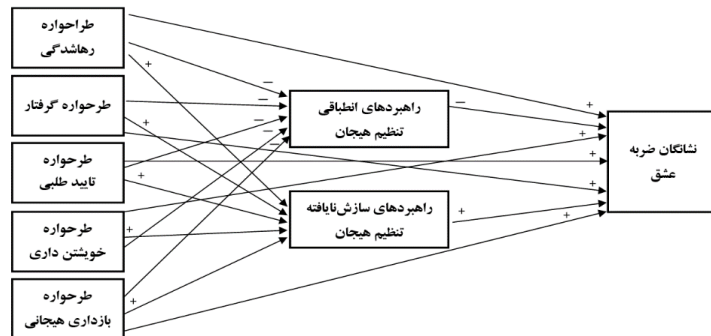 طراحواره
رهاشدگی
طرحواره گرفتار
طرحواره
تایید طلبی
طرحواره
خویشتن داری
طرحواره
بازداری هیجانی
راهبردهای انطباقی
تنظیم هیجان
راهبردهای سازش‌نایافته
تنظیم هیجان
نشانگان ضربه
عشق